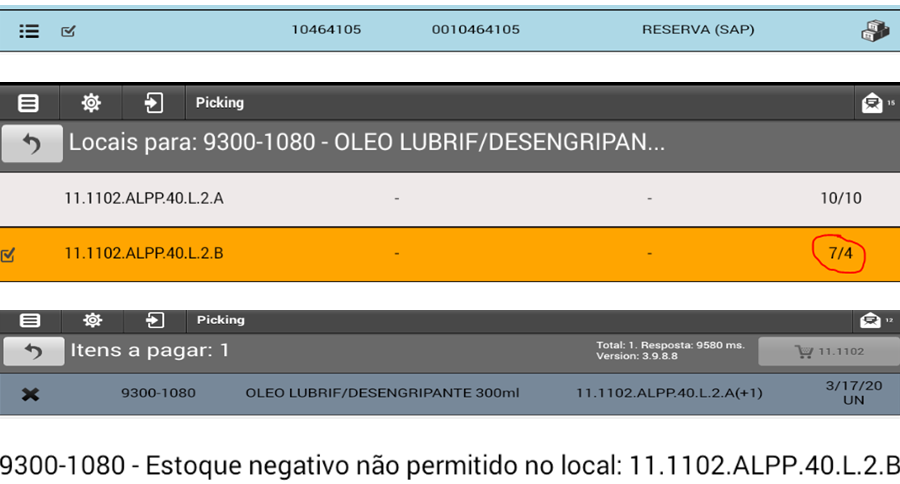 10464105 0010464105 RESERVA (SAP)
Picking 15
Locais para: 9300-1080 - OLEO LUBRIF/DESENGRIPAN...
11.1102.ALPP.40.L.2.A - - 10/10
11.1102.ALPP.40.L.2.B - - 7/4
Picking 12
Itens a pagar: 1
Total: 1. Resposta: 9580 ms.
Version: 3.9.8.8
11.1102
9300-1080 OLEO LUBRIF/DESENGRIPANTE 300ml 11.1102.ALPP.40.L.2.A(+1) 3/17/20
UN
9300-1080 - Estoque negativo não permitido no local: 11.1102.ALPP.40.L.2.B